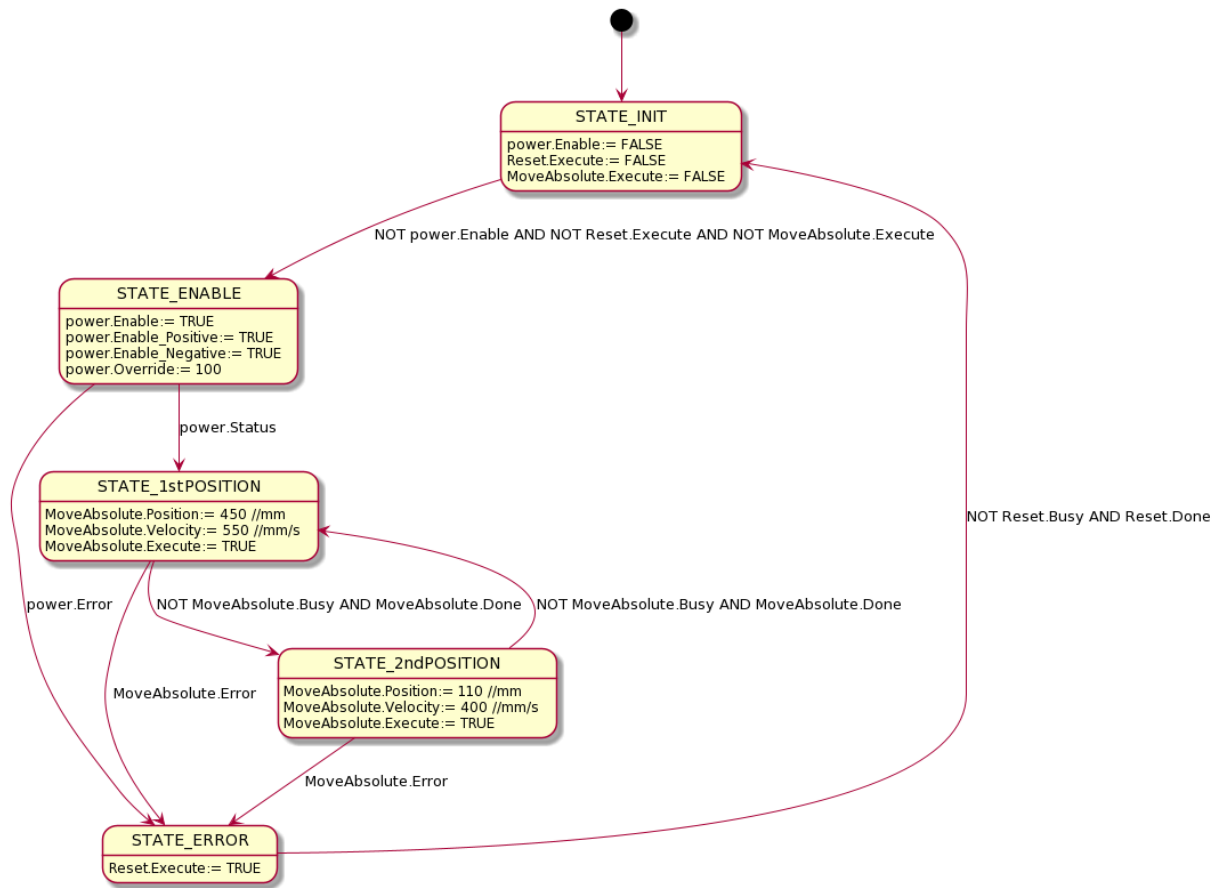 STATE_INIT
power.Enable:= FALSE
Reset.Execute:= FALSE
MoveAbsolute.Execute:= FALSE
NOT power.Enable AND NOT Reset.Execute AND NOT MoveAbsolute.Execute
STATE_ENABLE
power.Enable:= TRUE
power.Enable_Positive:= TRUE
power.Enable_Negative:= TRUE
power.Override:= 100
power.Status
STATE_1stPOSITION
MoveAbsolute.Position:= 450 //mm
MoveAbsolute.Velocity:= 550 //mm/s
MoveAbsolute.Execute:= TRUE
NOT Reset.Busy AND Reset.Done
power.Error
NOT MoveAbsolute.Busy AND MoveAbsolute.Done
NOT MoveAbsolute.Busy AND MoveAbsolute.Done
STATE_2ndPOSITION
MoveAbsolute.Position:= 110 //mm
MoveAbsolute.Velocity:= 400 //mm/s
MoveAbsolute.Execute:= TRUE
MoveAbsolute.Error
MoveAbsolute.Error
STATE_ERROR
Reset.Execute:= TRUE